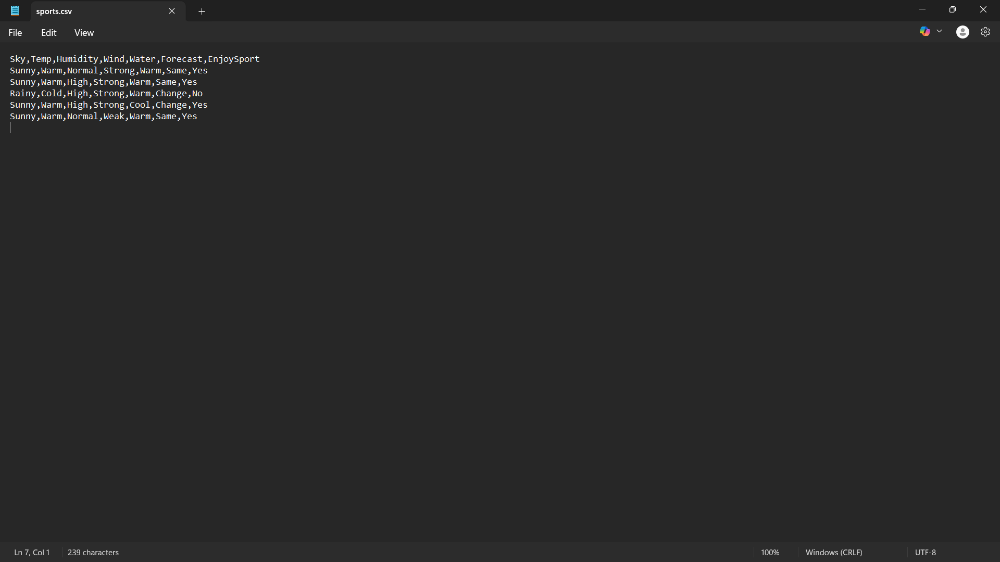 sports.csv
File Edit View
Sky,Temp,Humidity,Wind,Water,Forecast,EnjoySport
Sunny,Warm,Normal,Strong,Warm,Same,Yes
Sunny,Warm,High,Strong,Warm,Same,Yes
Rainy,Cold,High,Strong,Warm,Change,No
Sunny,Warm,High,Strong,Cool,Change,Yes
Sunny,Warm,Normal,Weak,Warm,Same,Yes
Ln 7, Col 1 239 characters 100% Windows (CRLF) UTF-8